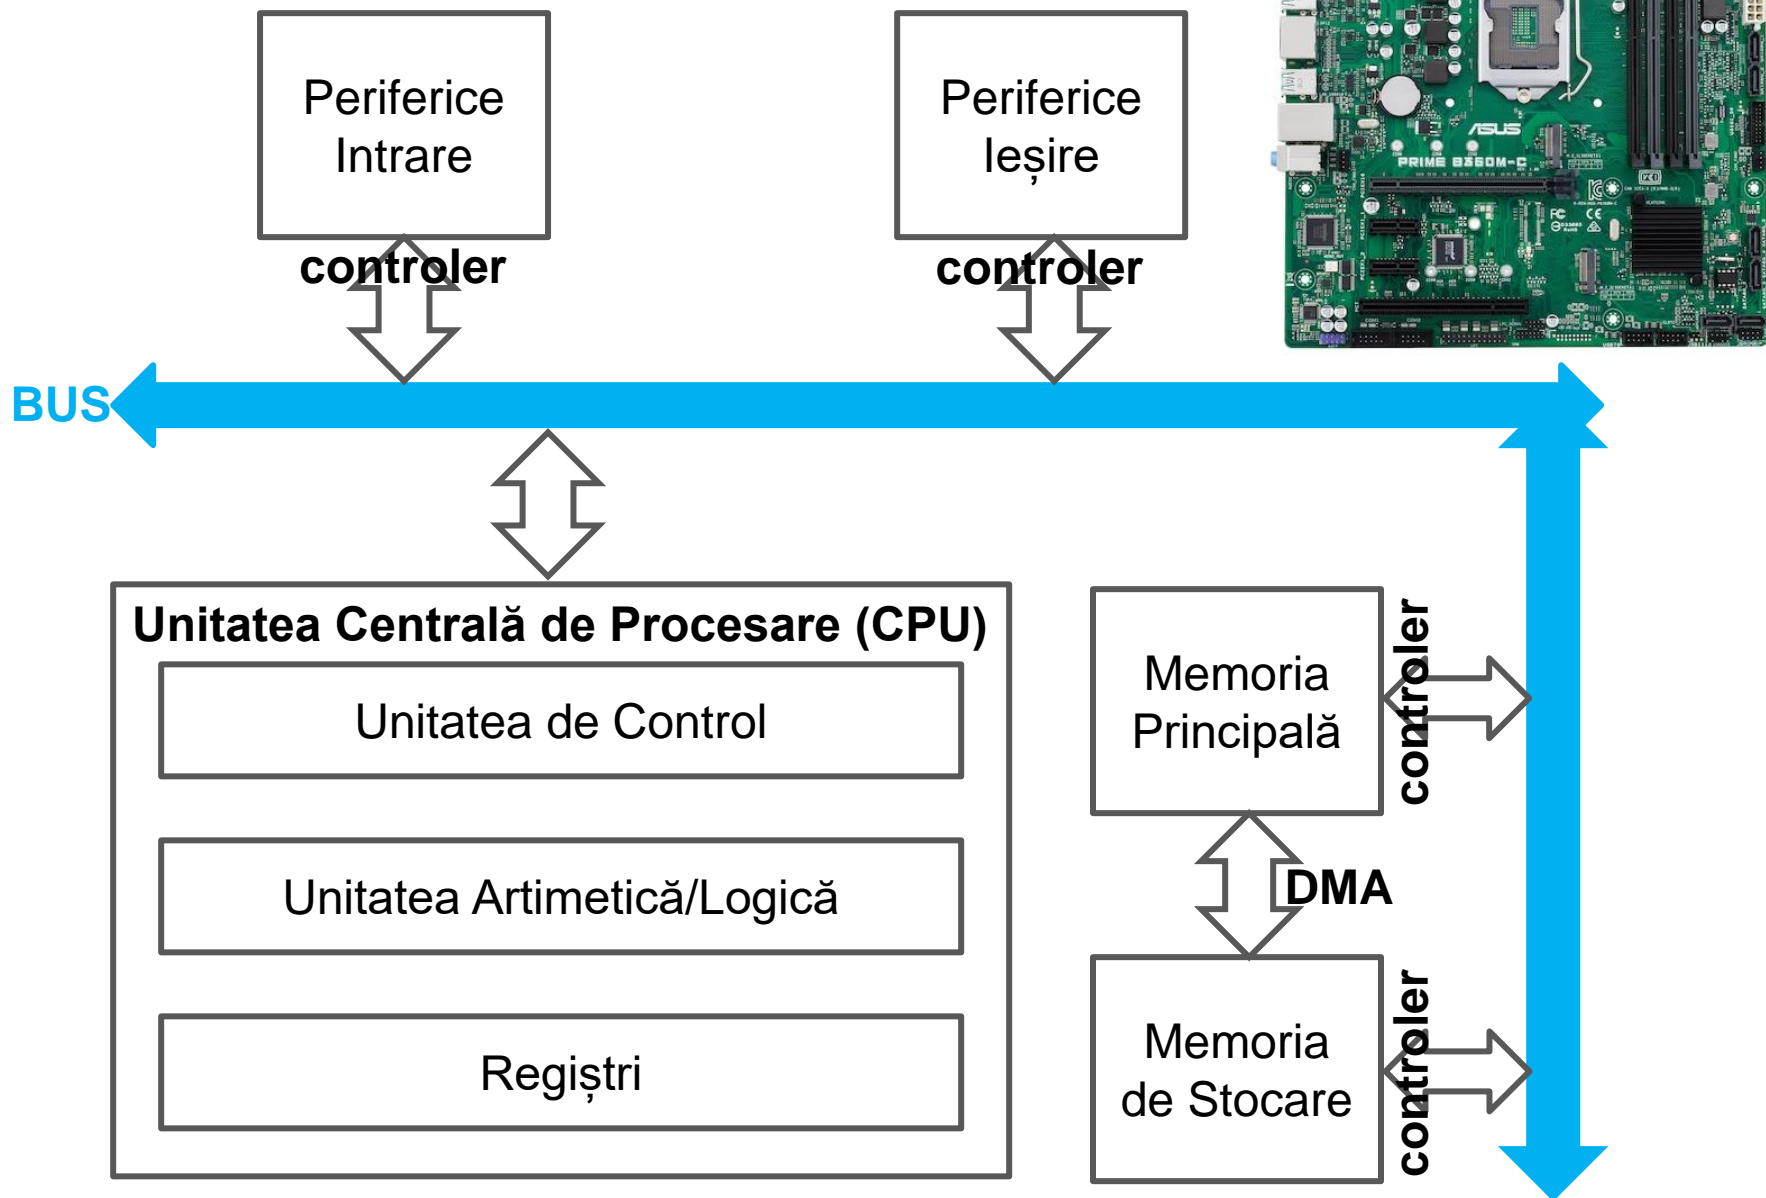 Periferice
Intrare
Periferice
Ieșire
ASUS
PRIME B360M-C
controler
controler
BUS
Unitatea Centrală de Procesare (CPU)
Unitatea de Control
Unitatea Artimetică/Logică
Regiștri
Memoria
Principală
controler
DMA
Memoria
de Stocare
controler